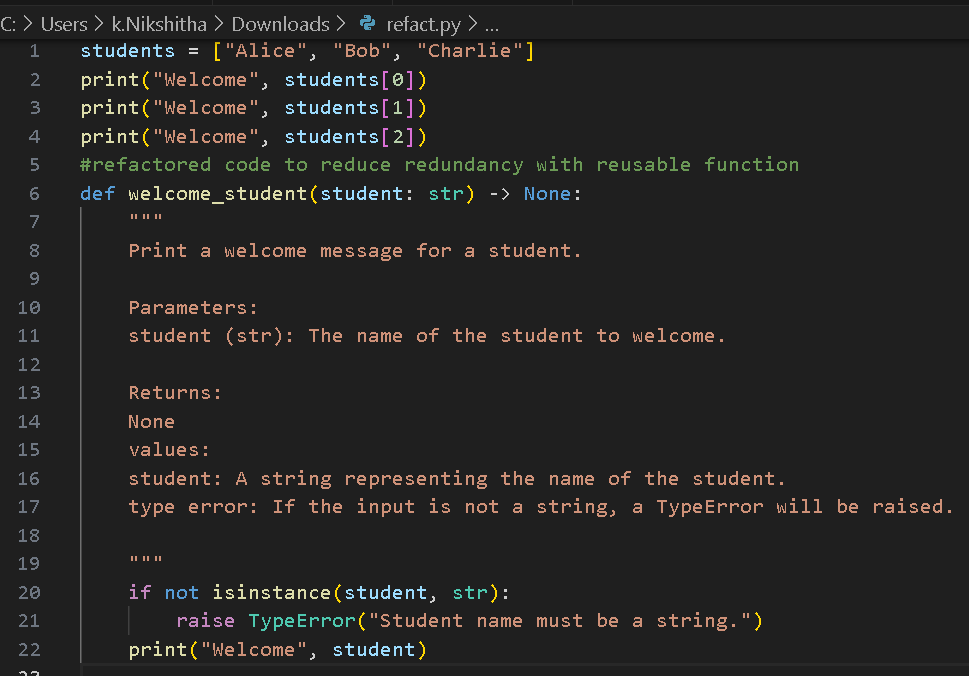 C: > Users > k.Nikshitha > Downloads > refact.py > ...
1 students = ["Alice", "Bob", "Charlie"]
2 print("Welcome", students[0])
3 print("Welcome", students[1])
4 print("Welcome", students[2])
5 #refactored code to reduce redundancy with reusable function
6 def welcome_student(student: str) -> None:
7 """
8 Print a welcome message for a student.
9
10 Parameters:
11 student (str): The name of the student to welcome.
12
13 Returns:
14 None
15 values:
16 student: A string representing the name of the student.
17 type error: If the input is not a string, a TypeError will be raised.
18
19 """
20 if not isinstance(student, str):
21 raise TypeError("Student name must be a string.")
22 print("Welcome", student)